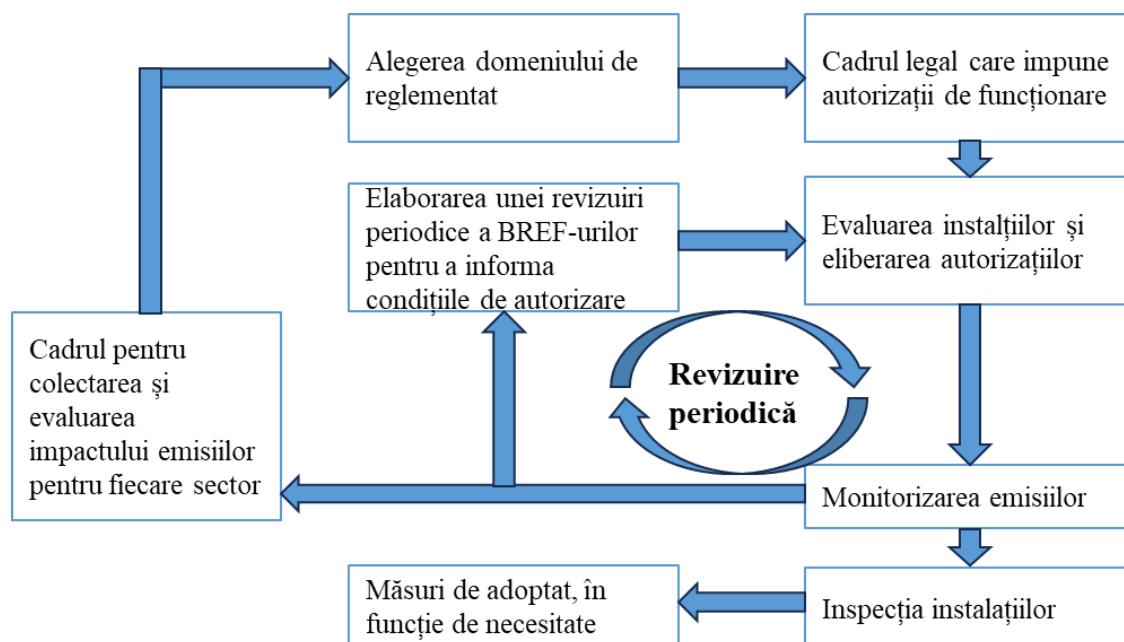 Alegerea domeniului de
reglementat
Cadrul legal care impune
autorizații de funcționare
Elaborarea unei revizuiri
periodice a BREF-urilor
pentru a informa
condițiile de autorizare
Evaluarea instalțiilor și
eliberarea autorizațiilor
Cadrul pentru
colectarea și
evaluarea
impactului emisiilor
pentru fiecare sector
Revizuire
periodică
Monitorizarea emisiilor
Măsuri de adoptat, în
funcție de necesitate
Inspecția instalațiilor